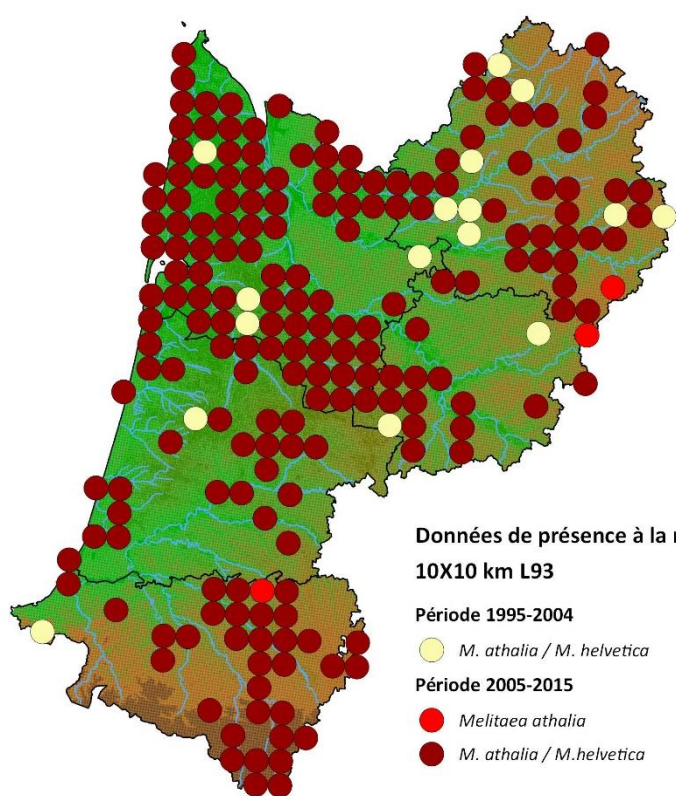 Données de présence à la
10X10 km L93
Période 1995-2004
M. athalia / M. helvetica
Période 2005-2015
Melitaea athalia
M. athalia / M.helvetica